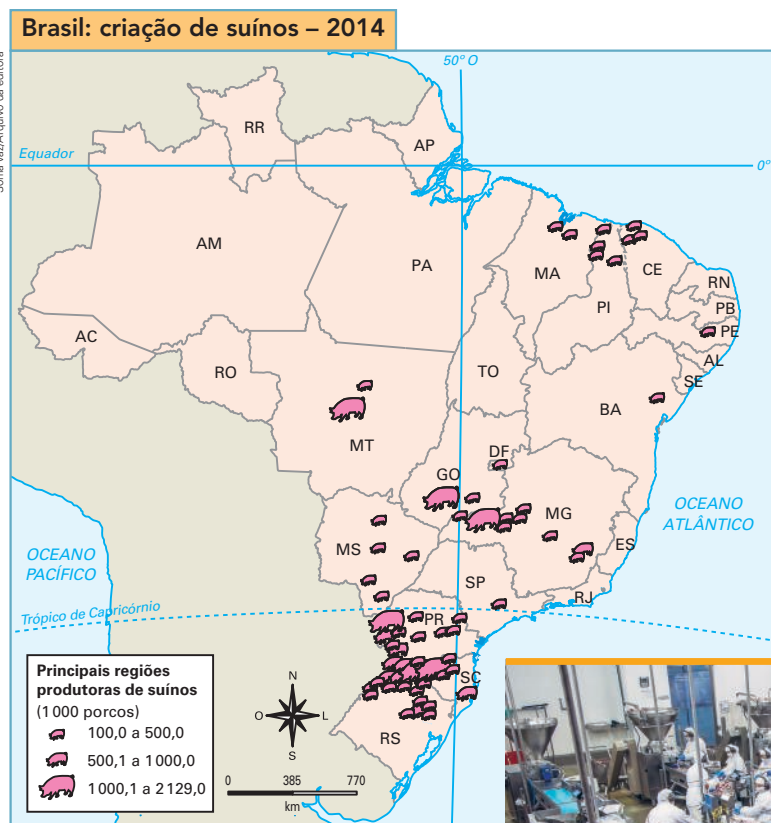 Brasil: criação de suínos – 2014
50° O
Equador
0°
RR
AP
AM
PA
MA
CE
RN
PB
PE
PI
AL
SE
AC
RO
TO
BA
MT
DF
GO
MG
ES
MS
SP
RJ
PR
SC
RS
OCEANO
ATLÂNTICO
OCEANO
PACÍFICO
Trópico de Capricórnio
Principais regiões
produtoras de suínos
(1 000 porcos)
100,0 a 500,0
500,1 a 1 000,0
1 000,1 a 2 129,0
N
O
L
S
0 385 770
km